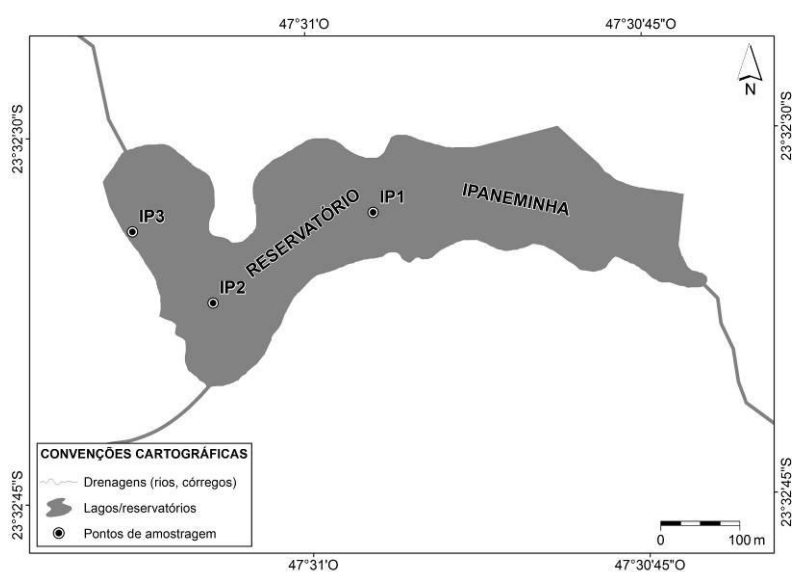 47°31'O
47°30'45"O
23°32'30"S
23°32'30"S
N
IP3
RESERVATÓRIO
IP1
IPANEMINHA
IP2
CONVENÇÕES CARTOGRÁFICAS
Drenagens (rios, córregos)
Lagos/reservatórios
Pontos de amostragem
23°32'45"S
23°32'45"S
0 100 m
47°31'O
47°30'45"O